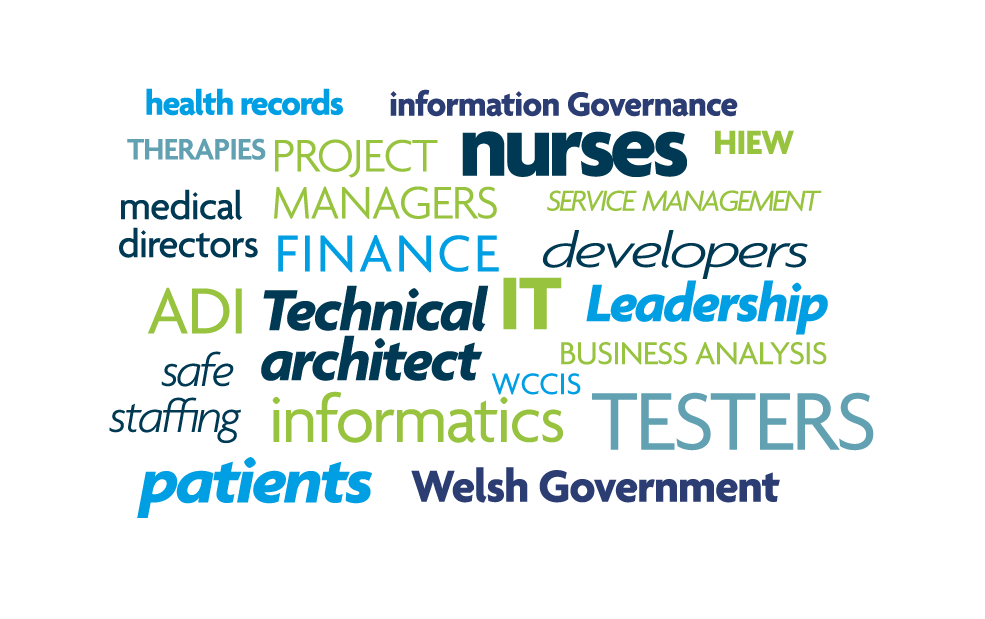 health records
information Governance
THERAPIES
PROJECT
MANAGERS
nurses
HIEW
medical
directors
SERVICE MANAGEMENT
FINANCE
developers
ADI
Technical
architect
IT
Leadership
BUSINESS ANALYSIS
safe
staffing
WCCIS
informatics
TESTERS
patients
Welsh Government